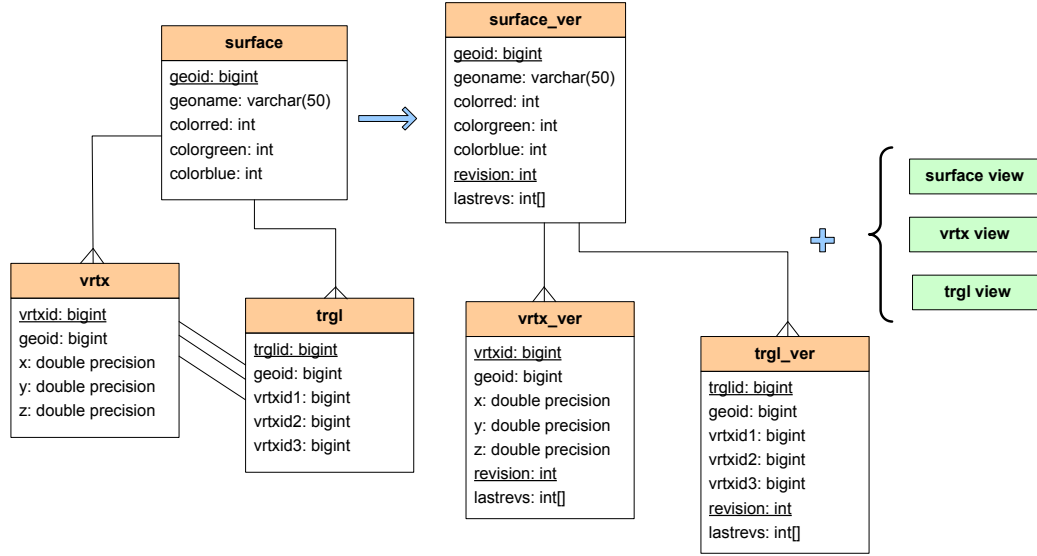 surface
geoid: bigint
geoname: varchar(50)
colorred: int
colorgreen: int
colorblue: int
surface_ver
geoid: bigint
geoname: varchar(50)
colorred: int
colorgreen: int
colorblue: int
revision: int
lastrevs: int[]
surface view
vrtx view
trgl view
vrtx
vrtxid: bigint
geoid: bigint
x: double precision
y: double precision
z: double precision
trgl
trglid: bigint
geoid: bigint
vrtxid1: bigint
vrtxid2: bigint
vrtxid3: bigint
vrtx_ver
vrtxid: bigint
geoid: bigint
x: double precision
y: double precision
z: double precision
revision: int
lastrevs: int[]
trgl_ver
trglid: bigint
geoid: bigint
vrtxid1: bigint
vrtxid2: bigint
vrtxid3: bigint
revision: int
lastrevs: int[]